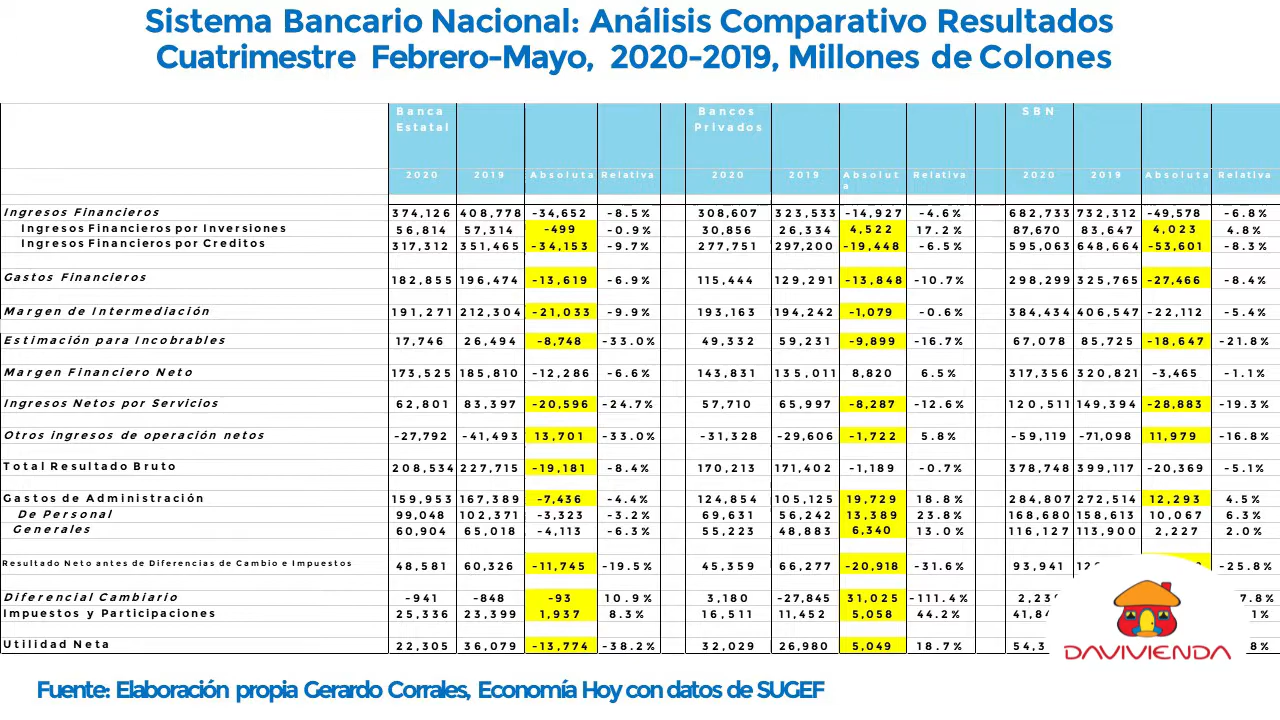 Sistema Bancario Nacional: Análisis Comparativo Resultados
Cuatrimestre Febrero-Mayo, 2020-2019, Millones de Colones
Banca Estatal Bancos Privados SBN
2020 2019 Absoluta Relativa 2020 2019 Absoluta Relativa 2020 2019 Absoluta Relativa
Ingresos Financieros 374,126 408,778 -34,652 -8.5% 308,607 323,533 -14,927 -4.6% 682,733 732,312 -49,578 -6.8%
Ingresos Financieros por Inversiones 56,814 57,314 -499 -0.9% 30,856 26,334 4,522 17.2% 87,670 83,647 4,023 4.8%
Ingresos Financieros por Creditos 317,312 351,465 -34,153 -9.7% 277,751 297,200 -19,448 -6.5% 595,063 648,664 -53,601 -8.3%
Gastos Financieros 182,855 196,474 -13,619 -6.9% 115,444 129,291 -13,848 -10.7% 298,299 325,765 -27,466 -8.4%
Margen de Intermediación 191,271 212,304 -21,033 -9.9% 193,163 194,242 -1,079 -0.6% 384,434 406,547 -22,112 -5.4%
Estimación para Incobrables 17,746 26,494 -8,748 -33.0% 49,332 59,231 -9,899 -16.7% 67,078 85,725 -18,647 -21.8%
Margen Financiero Neto 173,525 185,810 -12,286 -6.6% 143,831 135,011 8,820 6.5% 317,356 320,821 -3,465 -1.1%
Ingresos Netos por Servicios 62,801 83,397 -20,596 -24.7% 57,710 65,997 -8,287 -12.6% 120,511 149,394 -28,883 -19.3%
Otros ingresos de operación netos -27,792 -41,493 13,701 -33.0% -31,328 -29,606 -1,722 5.8% -59,119 -71,098 11,979 -16.8%
Total Resultado Bruto 208,534 227,715 -19,181 -8.4% 170,213 171,402 -1,189 -0.7% 378,748 399,117 -20,369 -5.1%
Gastos de Administración 159,953 167,389 -7,436 -4.4% 124,854 105,125 19,729 18.8% 284,807 272,514 12,293 4.5%
De Personal 99,048 102,371 -3,323 -3.2% 69,631 56,242 13,389 23.8% 168,680 158,613 10,067 6.3%
Generales 60,904 65,018 -4,113 -6.3% 55,223 48,883 6,340 13.0% 116,127 113,900 2,227 2.0%
Resultado Neto antes de Diferencias de Cambio e Impuestos 48,581 60,326 -11,745 -19.5% 45,359 66,277 -20,918 -31.6% 93,941 -25.8%
Diferencial Cambiario -941 -848 -93 10.9% 3,180 -27,845 31,025 -111.4%
Impuestos y Participaciones 25,336 23,399 1,937 8.3% 16,511 11,452 5,058 44.2%
Utilidad Neta 22,305 36,079 -13,774 -38.2% 32,029 26,980 5,049 18.7%
DAVIVIENDA
Fuente: Elaboración propia Gerardo Corrales, Economía Hoy con datos de SUGEF